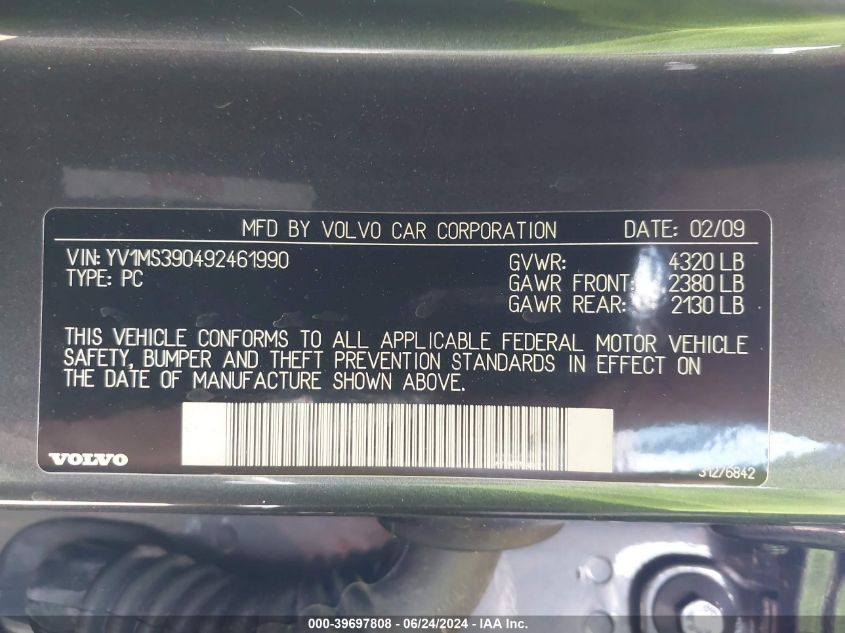 MFD BY VOLVO CAR CORPORATION DATE: 02/09
VIN: YV1MS390492461990 GVWR: 4320 LB
TYPE: PC GAWR FRONT: 2380 LB
GAWR REAR: 2130 LB
THIS VEHICLE CONFORMS TO ALL APPLICABLE FEDERAL MOTOR VEHICLE
SAFETY, BUMPER AND THEFT PREVENTION STANDARDS IN EFFECT ON
THE DATE OF MANUFACTURE SHOWN ABOVE.
VOLVO 31276842
000-39697808 - 06/24/2024 - IAA Inc.